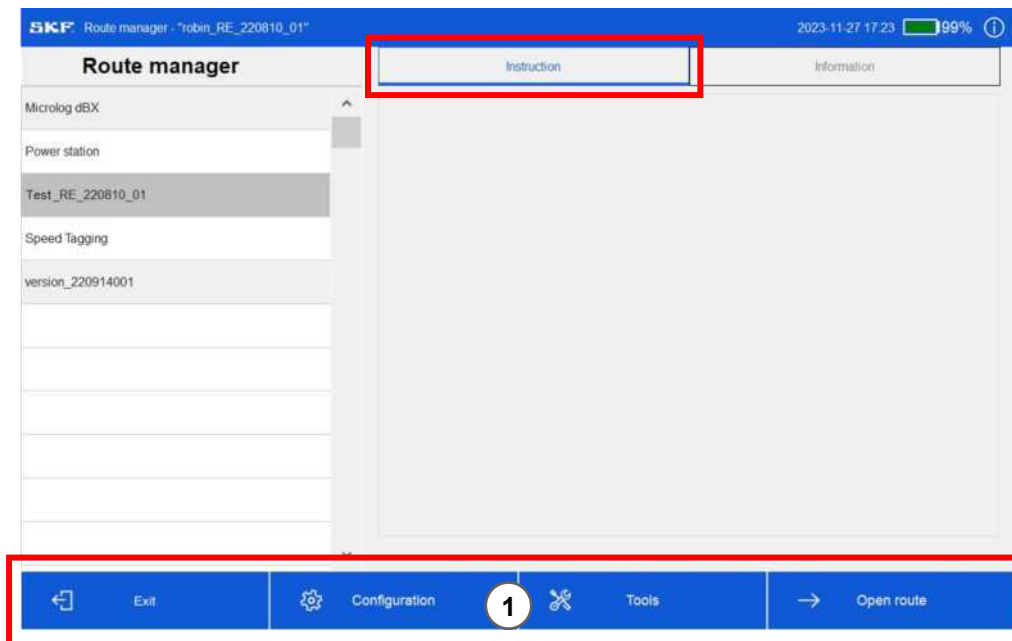 SKF. Route manager - "robin_RE_220810_01" 2023-11-27 17:23 99%
Route manager
Instruction Information
Microlog dBX
Power station
Test_RE_220810_01
Speed Tagging
version_220914001
Exit Configuration 1 Tools Open route